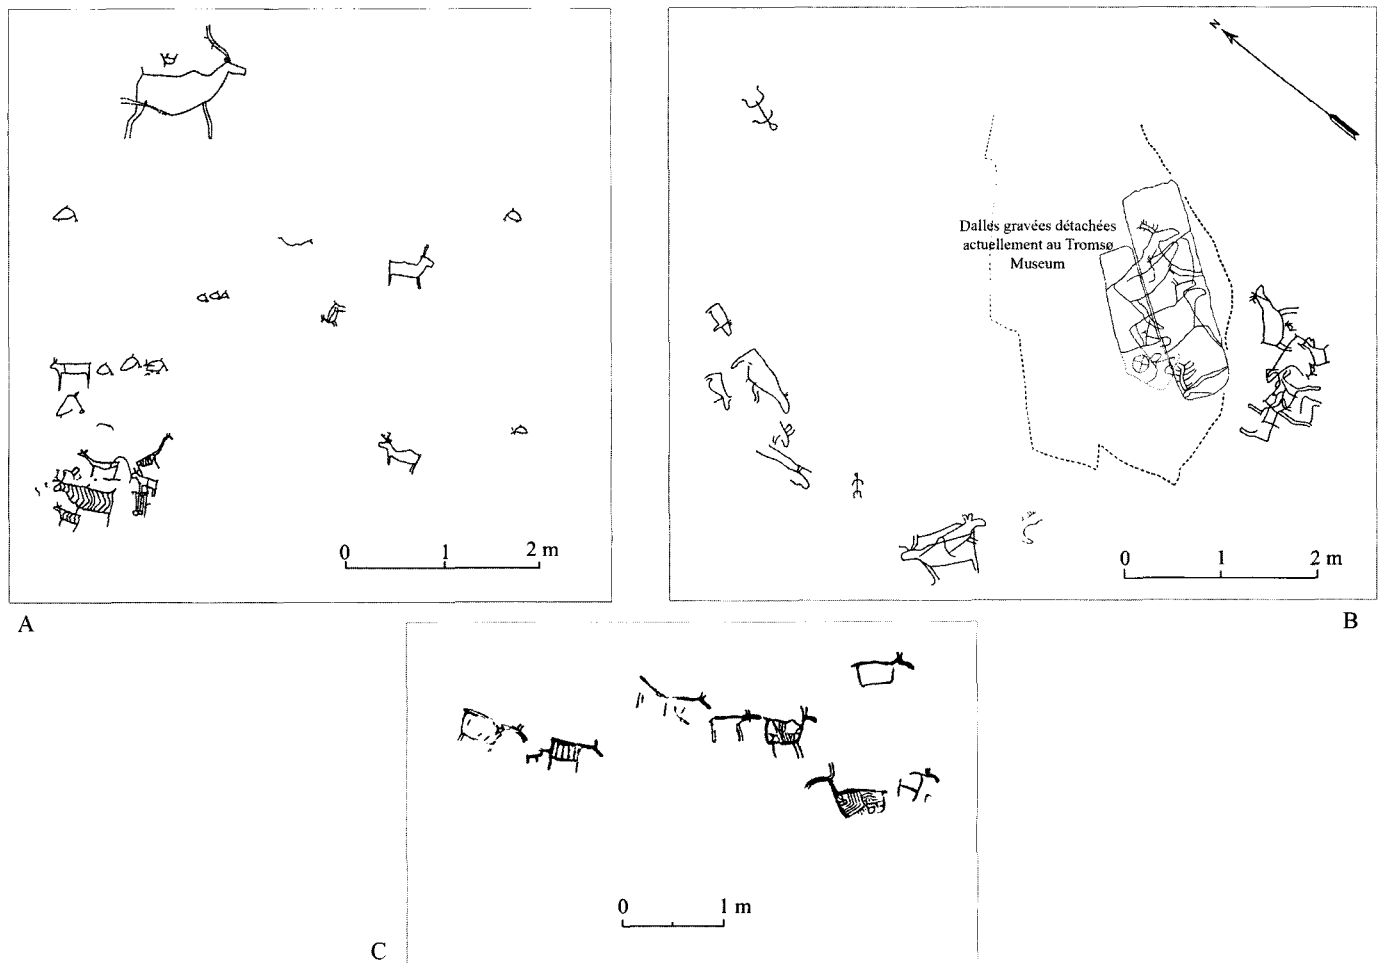 N
Dalles gravées détachées
actuellement au Tromsø
Museum
0 1 2 m
0 1 2 m
A
B
0 1 m
C